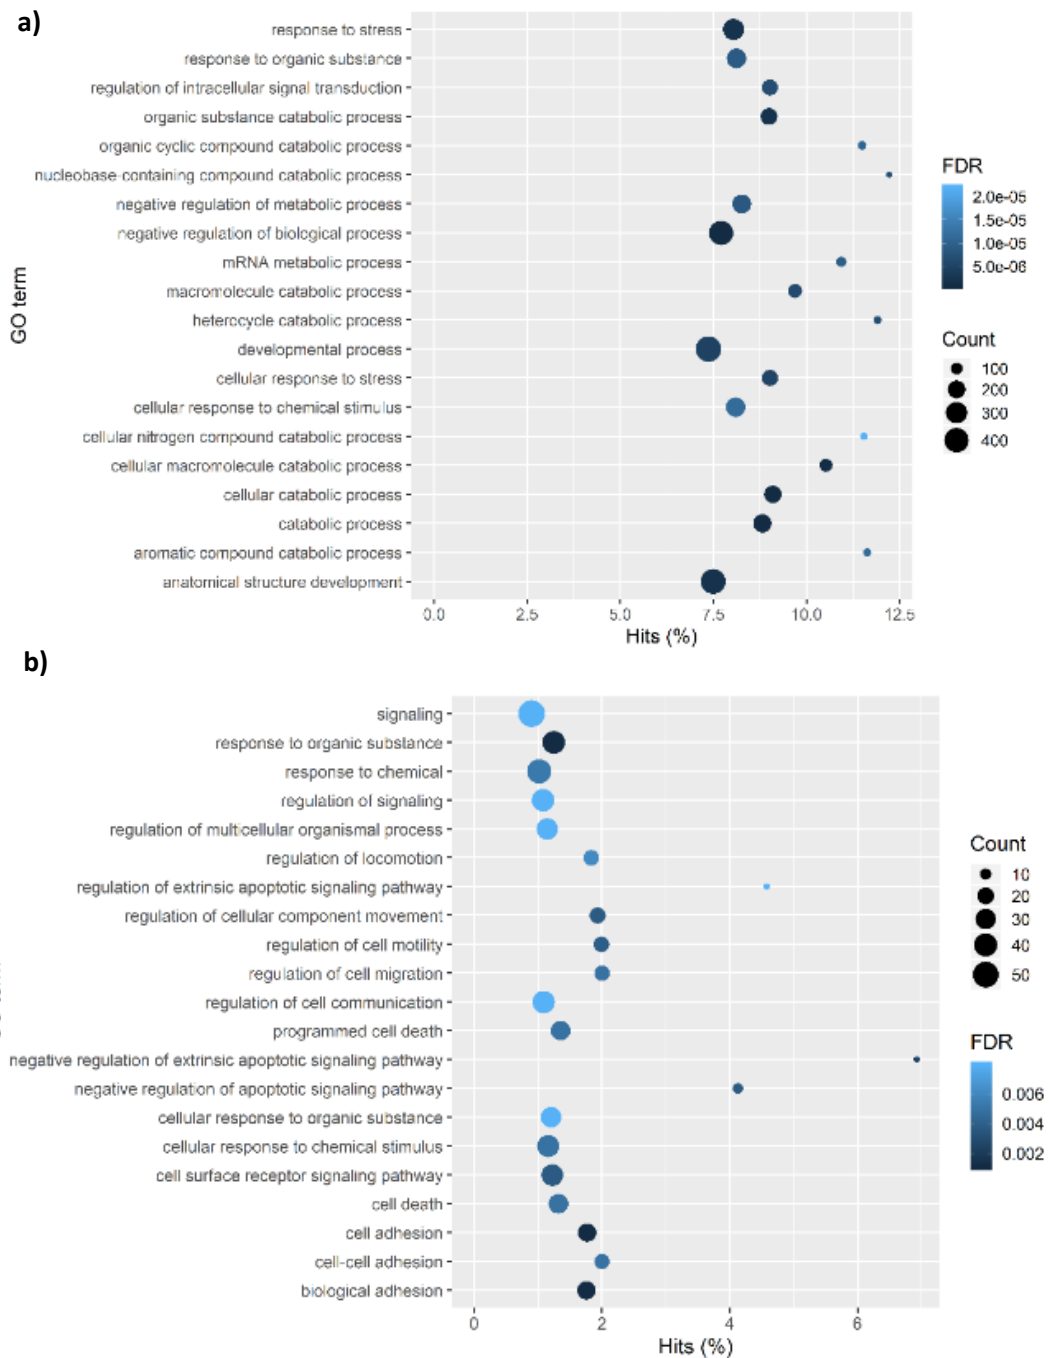 a)
response to stress
response to organic substance
regulation of intracellular signal transduction
organic substance catabolic process
organic cyclic compound catabolic process
nucleobase-containing compound catabolic process
negative regulation of metabolic process
negative regulation of biological process
mRNA metabolic process
macromolecule catabolic process
heterocycle catabolic process
developmental process
cellular response to stress
cellular response to chemical stimulus
cellular nitrogen compound catabolic process
cellular macromolecule catabolic process
cellular catabolic process
catabolic process
aromatic compound catabolic process
anatomical structure development
GO term
0.0 2.5 5.0 7.5 10.0 12.5
Hits (%)
FDR
2.0e-05
1.5e-05
1.0e-05
5.0e-06
Count
100
200
300
400
b)
signaling
response to organic substance
response to chemical
regulation of signaling
regulation of multicellular organismal process
regulation of locomotion
regulation of extrinsic apoptotic signaling pathway
regulation of cellular component movement
regulation of cell motility
regulation of cell migration
regulation of cell communication
programmed cell death
negative regulation of extrinsic apoptotic signaling pathway
negative regulation of apoptotic signaling pathway
cellular response to organic substance
cellular response to chemical stimulus
cell surface receptor signaling pathway
cell death
cell adhesion
cell-cell adhesion
biological adhesion
0 2 4 6
Hits (%)
Count
10
20
30
40
50
FDR
0.006
0.004
0.002